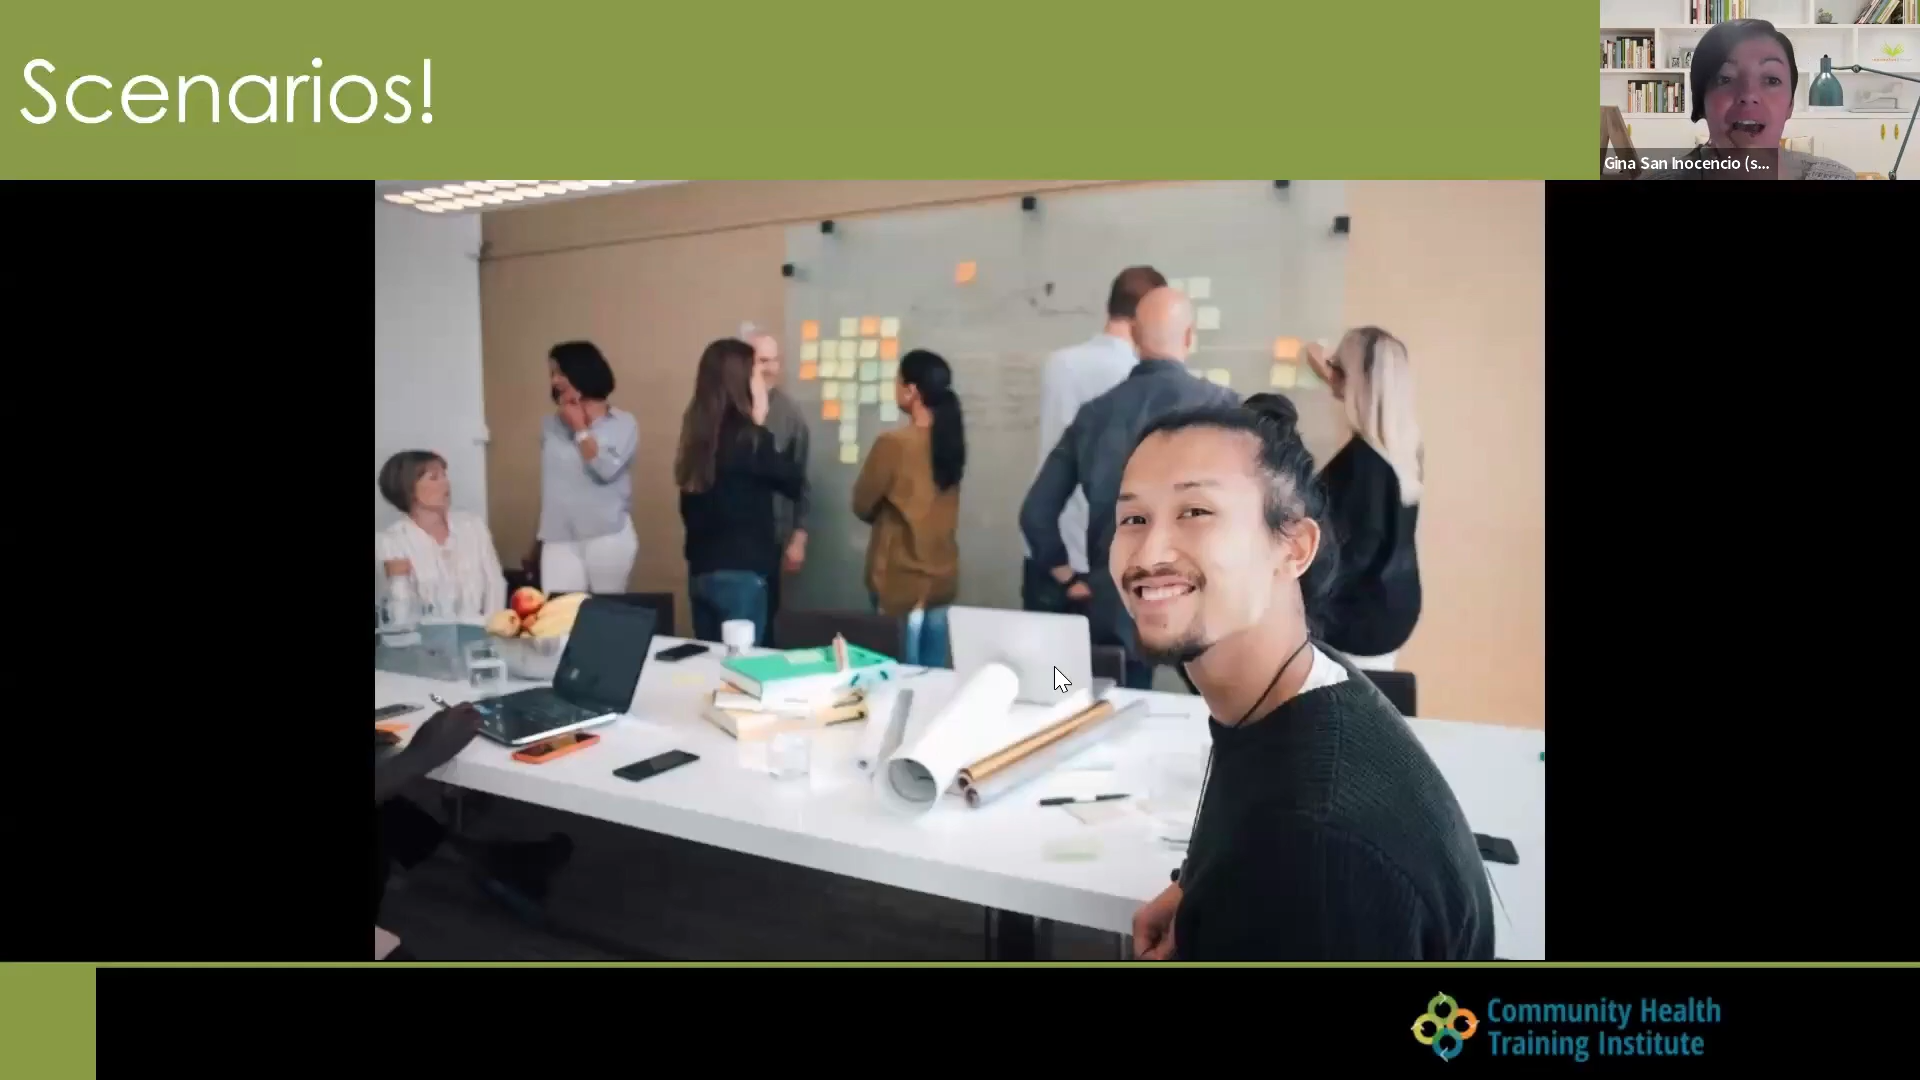 Scenarios!
Gina San Inocencio (s...
Community Health
Training Institute